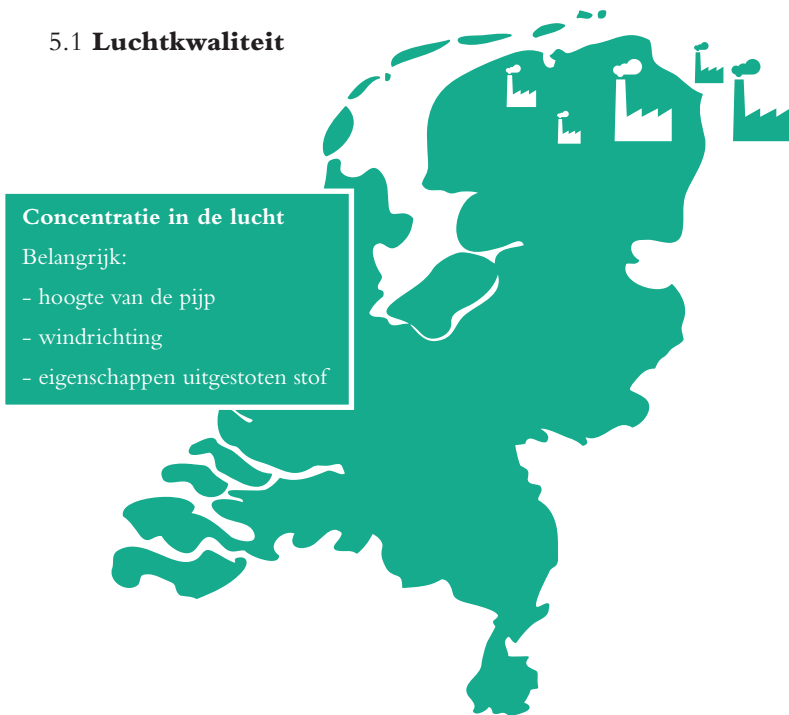 5.1 Luchtkwaliteit
Concentratie in de lucht
Belangrijk:
- hoogte van de pijp
- windrichting
- eigenschappen uitgestoten stof